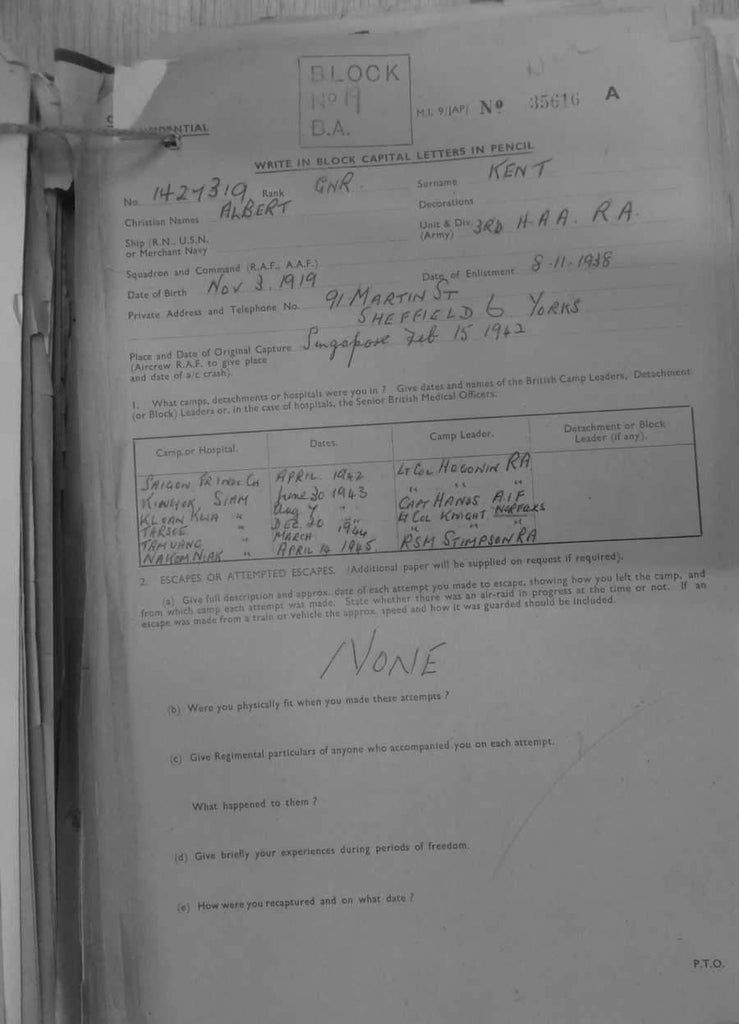 BLOCK
No 19
B.A.
M.I. 9/JAP/ No 35616 A
CONFIDENTIAL
WRITE IN BLOCK CAPITAL LETTERS IN PENCIL
No. 1427319 Rank GNR. Surname KENT
Christian Names ALBERT Decorations
Ship (R.N., U.S.N. or Merchant Navy Unit & Div. (Army) 3RD H.A.A. R.A.
Squadron and Command (R.A.F., A.A.F.)
Date of Birth Nov 3. 1919 Date of Enlistment 8-11-1938
Private Address and Telephone No. 91 MARTIN ST
SHEFFIELD 6 YORKS
Place and Date of Original Capture Singapore Feb 15 1942
(Aircrew R.A.F. to give place
and date of a/c crash).
1. What camps, detachments or hospitals were you in ? Give dates and names of the British Camp Leaders, Detachment
(or Block) Leaders or, in the case of hospitals, the Senior British Medical Officers.
Camp or Hospital. Dates. Camp Leader. Detachment or Block Leader (if any).
SAIGON APRIL 1942 LT COL HOGONIN RA
SIAM June 30 1943 " " "
KLOAN KWA " Aug 7 " CAPT HANDS A.I.F
TARSOE " DEC. 20 " LT COL KNIGHT NORFOLKS
TAMUANG MARCH 1944 " " "
NAKOM NIAK " APRIL 14 1945 RSM STIMPSON RA
2. ESCAPES OR ATTEMPTED ESCAPES. (Additional paper will be supplied on request if required).
(a) Give full description and approx. date of each attempt you made to escape, showing how you left the camp, and
from which camp each attempt was made. State whether there was an air-raid in progress at the time or not. If an
escape was made from a train or vehicle the approx. speed and how it was guarded should be included.
NONE
(b) Were you physically fit when you made these attempts ?
(c) Give Regimental particulars of anyone who accompanied you on each attempt.
What happened to them ?
(d) Give briefly your experiences during periods of freedom.
(e) How were you recaptured and on what date ?
P.T.O.